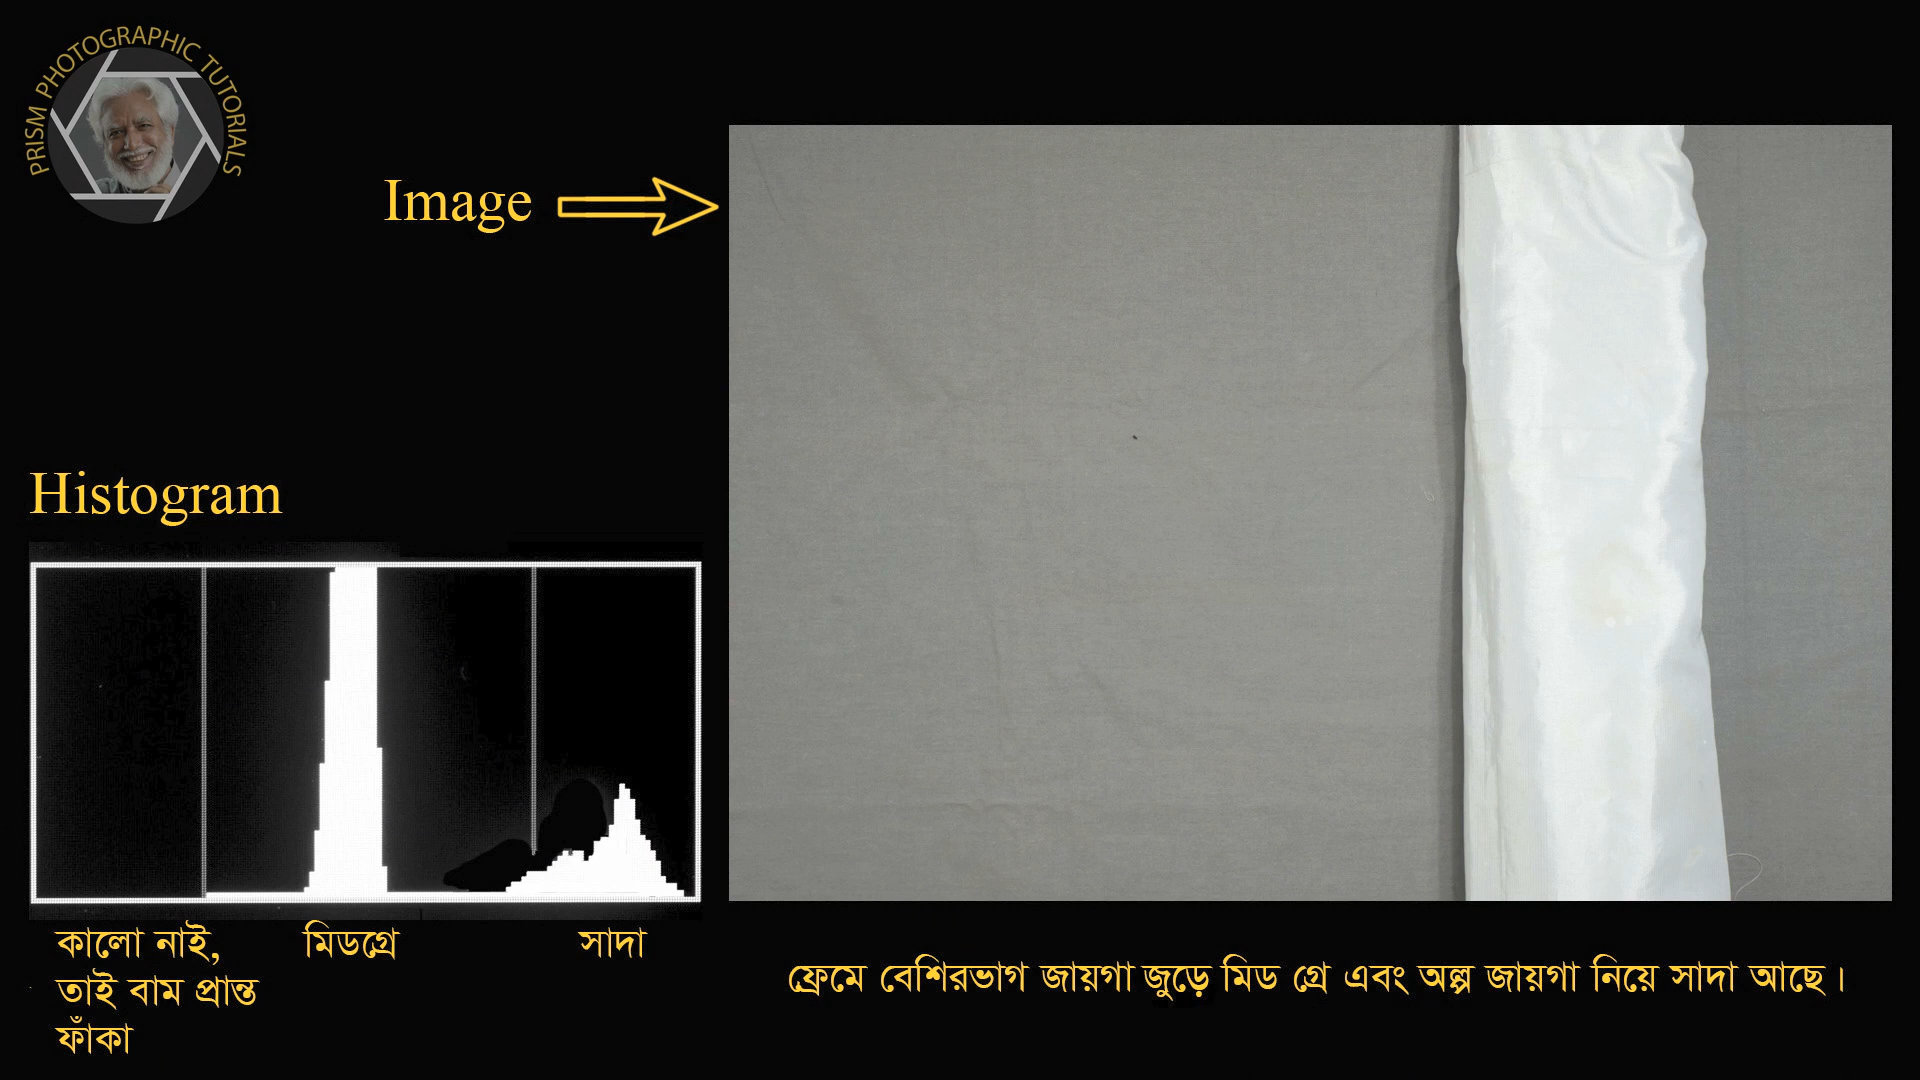 PRISM PHOTOGRAPHIC TUTORIALS
Image
Histogram
কালো নাই,
তাই বাম প্রান্ত
ফাঁকা
মিডগ্রে
সাদা
ফ্রেমে বেশিরভাগ জায়গা জুড়ে মিড গ্রে এবং অল্প জায়গা নিয়ে সাদা আছে।